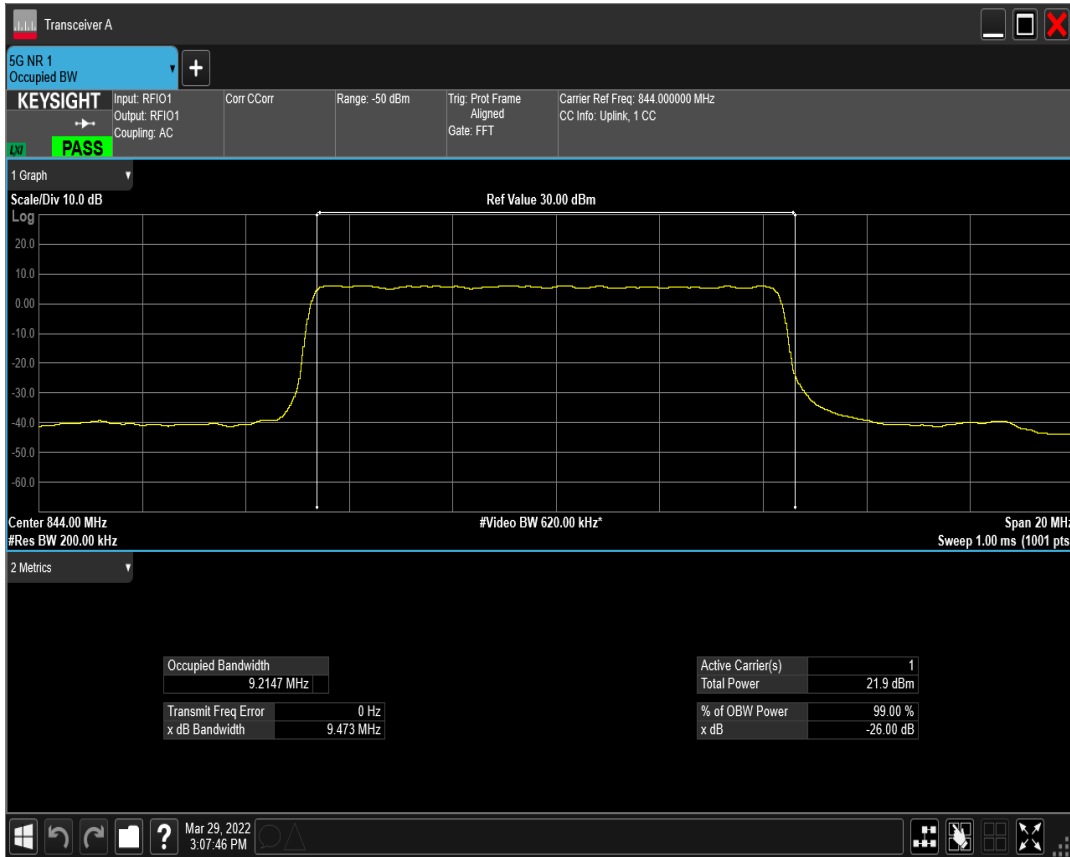 Transceiver A
5G NR 1
Occupied BW
KEYSIGHT
LXI
PASS
Input: RFIO1
Output: RFIO1
Coupling: AC
Corr CCorr
Range: -50 dBm
Trig: Prot Frame
Aligned
Gate: FFT
Carrier Ref Freq: 844.000000 MHz
CC Info: Uplink, 1 CC
1 Graph
Scale/Div 10.0 dB
Ref Value 30.00 dBm
Log
20.0
10.0
0.00
-10.0
-20.0
-30.0
-40.0
-50.0
-60.0
Center 844.00 MHz
#Video BW 620.00 kHz*
Span 20 MHz
#Res BW 200.00 kHz
Sweep 1.00 ms (1001 pts
2 Metrics
Occupied Bandwidth
9.2147 MHz
Transmit Freq Error 0 Hz
x dB Bandwidth 9.473 MHz
Active Carrier(s) 1
Total Power 21.9 dBm
% of OBW Power 99.00 %
x dB -26.00 dB
?
Mar 29, 2022
3:07:46 PM